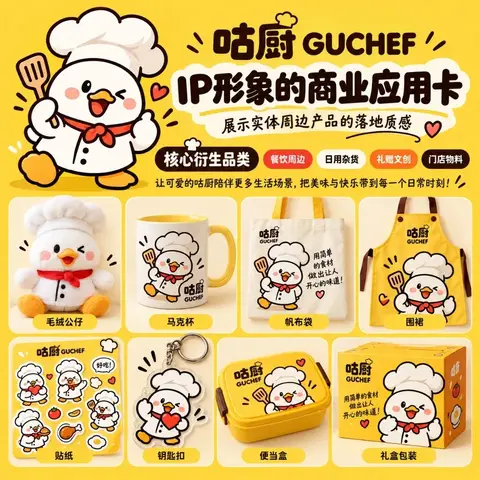 咕厨 GUCHEF
IP形象的商业应用卡
展示实体周边产品的落地质感
核心衍生品类
餐饮周边
日用杂货
礼赠文创
门店物料
让可爱的咕厨陪伴更多生活场景，把美味与快乐带到每一个日常时刻！
毛绒公仔
咕厨
GUCHEF
马克杯
咕厨
GUCHEF
用简单
的食材
做出让人
开心的味道！
帆布袋
咕厨
GUCHEF
围裙
咕厨 GUCHEF
好吃！
贴纸
钥匙扣
便当盒
咕厨
GUCHEF
用简单的食材
做出让人
开心的味道！
礼盒包装